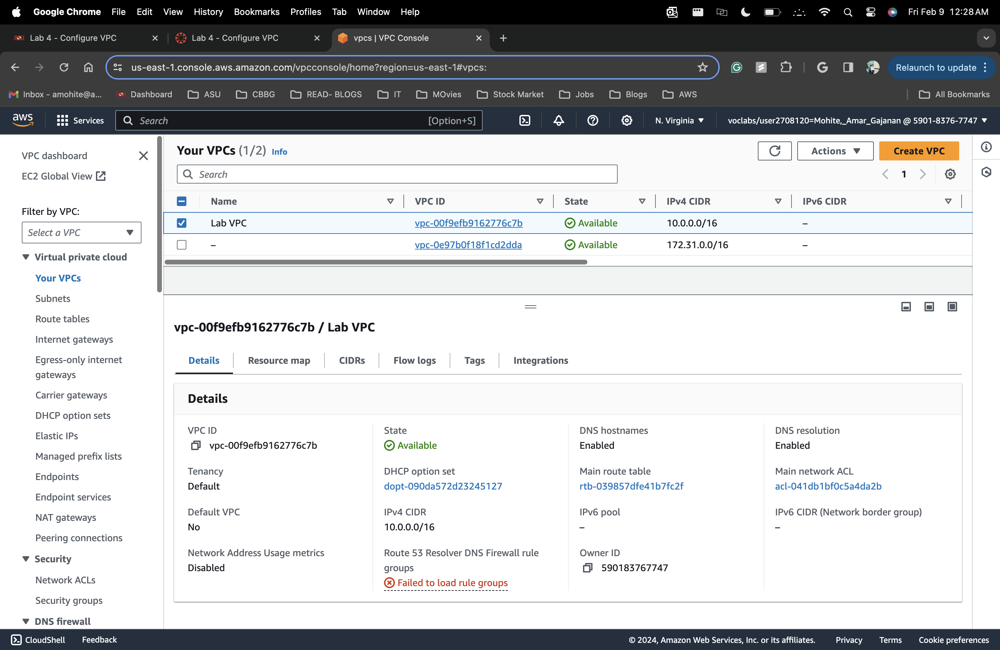 Google Chrome File Edit View History Bookmarks Profiles Tab Window Help Fri Feb 9 12:28 AM
Lab 4 - Configure VPC Lab 4 - Configure VPC vpcs | VPC Console
us-east-1.console.aws.amazon.com/vpcconsole/home?region=us-east-1#vpcs: Relaunch to update
Inbox - amohite@a... Dashboard ASU CBBG READ- BLOGS IT MOvies Stock Market Jobs Blogs AWS All Bookmarks
aws Services Search [Option+S] N. Virginia voclabs/user2708120=Mohite,_Amar_Gajanan @ 5901-8376-7747
VPC dashboard
EC2 Global View
Filter by VPC:
Select a VPC
Virtual private cloud
Your VPCs
Subnets
Route tables
Internet gateways
Egress-only internet
gateways
Carrier gateways
DHCP option sets
Elastic IPs
Managed prefix lists
Endpoints
Endpoint services
NAT gateways
Peering connections
Security
Network ACLs
Security groups
DNS firewall
Your VPCs (1/2) Info Actions Create VPC
Search 1
Name VPC ID State IPv4 CIDR IPv6 CIDR
Lab VPC vpc-00f9efb9162776c7b Available 10.0.0.0/16 –
– vpc-0e97b0f18f1cd2dda Available 172.31.0.0/16 –
vpc-00f9efb9162776c7b / Lab VPC
Details Resource map CIDRs Flow logs Tags Integrations
Details
VPC ID
vpc-00f9efb9162776c7b
State
Available
DNS hostnames
Enabled
DNS resolution
Enabled
Tenancy
Default
DHCP option set
dopt-090da572d23245127
Main route table
rtb-039857dfe41b7fc2f
Main network ACL
acl-041db1bf0c5a4da2b
Default VPC
No
IPv4 CIDR
10.0.0.0/16
IPv6 pool
–
IPv6 CIDR (Network border group)
–
Network Address Usage metrics
Disabled
Route 53 Resolver DNS Firewall rule
groups
Failed to load rule groups
Owner ID
590183767747
CloudShell Feedback © 2024, Amazon Web Services, Inc. or its affiliates. Privacy Terms Cookie preferences